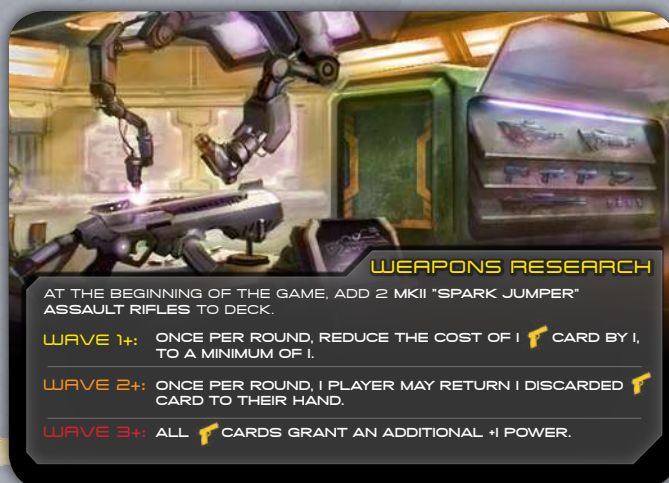 WEAPONS RESEARCH
AT THE BEGINNING OF THE GAME, ADD 2 MKII "SPARK JUMPER"
ASSAULT RIFLES TO DECK.
WAVE 1+: ONCE PER ROUND, REDUCE THE COST OF 1 CARD BY 1,
TO A MINIMUM OF 1.
WAVE 2+: ONCE PER ROUND, 1 PLAYER MAY RETURN 1 DISCARDED
CARD TO THEIR HAND.
WAVE 3+: ALL CARDS GRANT AN ADDITIONAL +1 POWER.